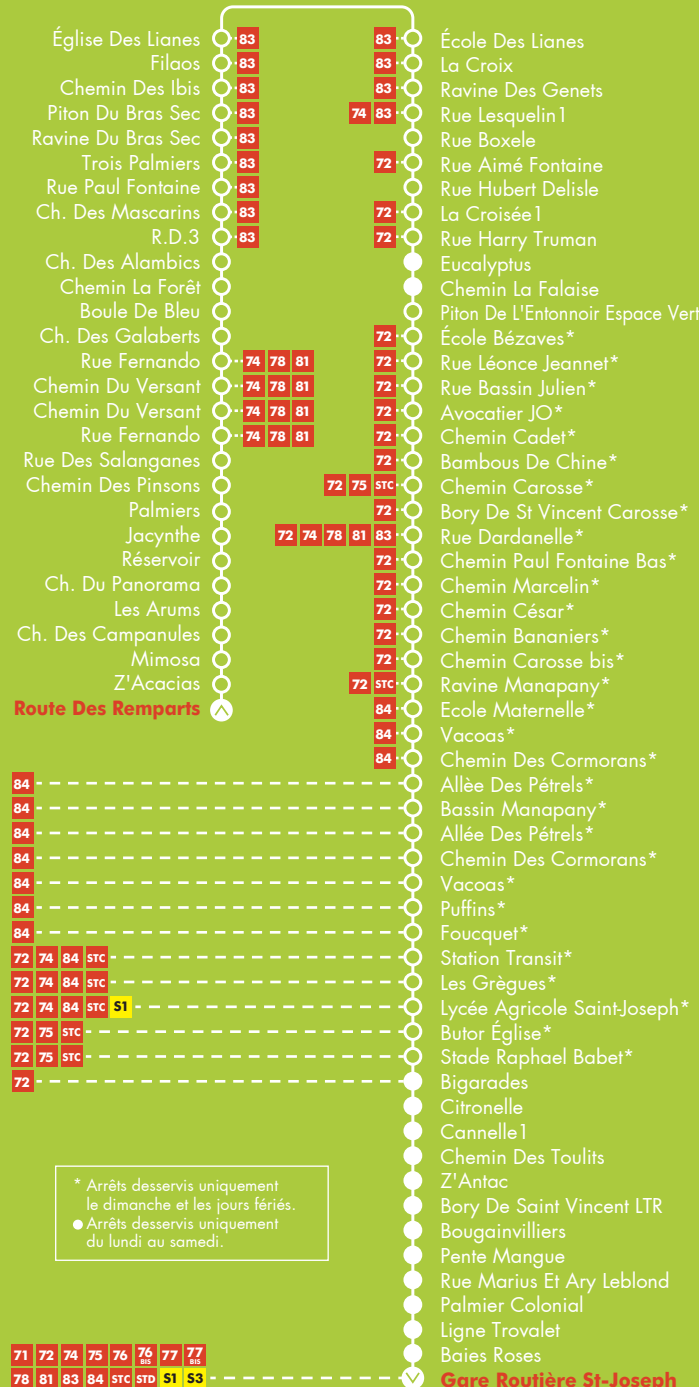 Église Des Lianes 83
Filaos 83
Chemin Des Ibis 83
Piton Du Bras Sec 83
Ravine Du Bras Sec 83
Trois Palmiers 83
Rue Paul Fontaine 83
Ch. Des Mascarins 83
R.D.3 83
Ch. Des Alambics
Chemin La Forêt
Boule De Bleu
Ch. Des Galaberts
Rue Fernando 74 78 81
Chemin Du Versant 74 78 81
Chemin Du Versant 74 78 81
Rue Fernando 74 78 81
Rue Des Salanganes
Chemin Des Pinsons
Palmiers
Jacynthe
Réservoir
Ch. Du Panorama
Les Arums
Ch. Des Campanules
Mimosa
Z'Acacias
Route Des Remparts
83 École Des Lianes
83 La Croix
83 Ravine Des Genets
74 83 Rue Lesquelin1
Rue Boxele
72 Rue Aimé Fontaine
Rue Hubert Delisle
72 La Croisée1
72 Rue Harry Truman
Eucalyptus
Chemin La Falaise
Piton De L'Entonnoir Espace Vert
72 École Bézaves*
72 Rue Léonce Jeannet*
72 Rue Bassin Julien*
72 Avocatier JO*
72 Chemin Cadet*
72 Bambous De Chine*
72 75 STC Chemin Carosse*
72 Bory De St Vincent Carosse*
72 74 78 81 83 Rue Dardanelle*
72 Chemin Paul Fontaine Bas*
72 Chemin Marcelin*
72 Chemin César*
72 Chemin Bananiers*
72 Chemin Carosse bis*
72 STC Ravine Manapany*
84 Ecole Maternelle*
84 Vacoas*
84 Chemin Des Cormorans*
84 Allèe Des Pétrels*
84 Bassin Manapany*
84 Allée Des Pétrels*
84 Chemin Des Cormorans*
84 Vacoas*
84 Puffins*
84 Foucquet*
72 74 84 STC Station Transit*
72 74 84 STC Les Grègues*
72 74 84 STC S1 Lycée Agricole Saint-Joseph*
72 75 STC Butor Église*
72 75 STC Stade Raphael Babet*
72 Bigarades
Citronelle
Cannelle1
Chemin Des Toulits
Z'Antac
Bory De Saint Vincent LTR
Bougainvilliers
Pente Mangue
Rue Marius Et Ary Leblond
Palmier Colonial
Ligne Trovalet
Baies Roses
71 72 74 75 76 76 BIS 77 77 BIS
78 81 83 84 STC STD S1 S3 Gare Routière St-Joseph
* Arrêts desservis uniquement
le dimanche et les jours fériés.
● Arrêts desservis uniquement
du lundi au samedi.